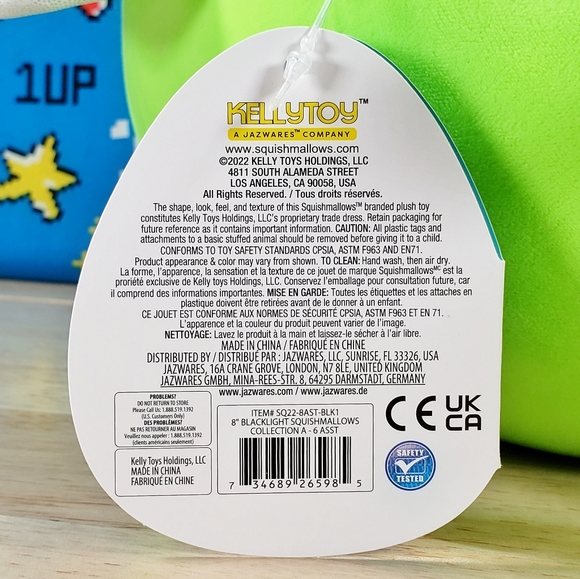 1UP
KELLYTOY™
A JAZWARES™ COMPANY
www.squishmallows.com
©2022 KELLY TOYS HOLDINGS, LLC
4811 SOUTH ALAMEDA STREET
LOS ANGELES, CA 90058, USA
All Rights Reserved. / Tous droits réservés.
The shape, look, feel, and texture of this Squishmallows™ branded plush toy
constitutes Kelly Toys Holdings, LLC's proprietary trade dress. Retain packaging for
future reference as it contains important information. CAUTION: All plastic tags and
attachments to a basic stuffed animal should be removed before giving it to a child.
CONFORMS TO TOY SAFETY STANDARDS CPSIA, ASTM F963 AND EN71.
Product appearance & color may vary from shown. TO CLEAN: Hand wash, then air dry.
La forme, l'apparence, la sensation et la texture de ce jouet de marque Squishmallowsᴹᶜ est la
propriété exclusive de Kelly toys Holdings, LLC. Conservez l'emballage pour consultation future, car
il comprend des informations importantes. MISE EN GARDE: Toutes les étiquettes et les attaches en
plastique doivent être retirées avant de le donner à un enfant.
CE JOUET EST CONFORME AUX NORMES DE SÉCURITÉ CPSIA, ASTM F963 ET EN 71.
L'apparence et la couleur du produit peuvent varier de l'image.
NETTOYAGE: Lavez le produit à la main et laissez-le sécher à l'air libre.
MADE IN CHINA / FABRIQUÉ EN CHINE
DISTRIBUTED BY / DISTRIBUÉ PAR : JAZWARES, LLC, SUNRISE, FL 33326, USA
JAZWARES, 16A CRANE GROVE, LONDON, N7 8LE, UNITED KINGDOM
JAZWARES GMBH, MINA-REES-STR. 8, 64295 DARMSTADT, GERMANY
www.jazwares.com / www.jazwares.de
PROBLEMS?
DO NOT RETURN TO STORE
Please Call Us: 1.888.519.1392
(U.S. Customers Only)
DES PROBLÈMES?
NE PAS RETOURNER AU MAGASIN
Veuillez nous appeler : 1.888.519.1392
(clients américains seulement)
Kelly Toys Holdings, LLC
MADE IN CHINA
FABRIQUÉ EN CHINE
ITEM# SQ22-8AST-BLK1
8" BLACKLIGHT SQUISHMALLOWS
COLLECTION A - 6 ASST
7 34689 26598 5
CE
UK
CA
SAFETY
TESTED